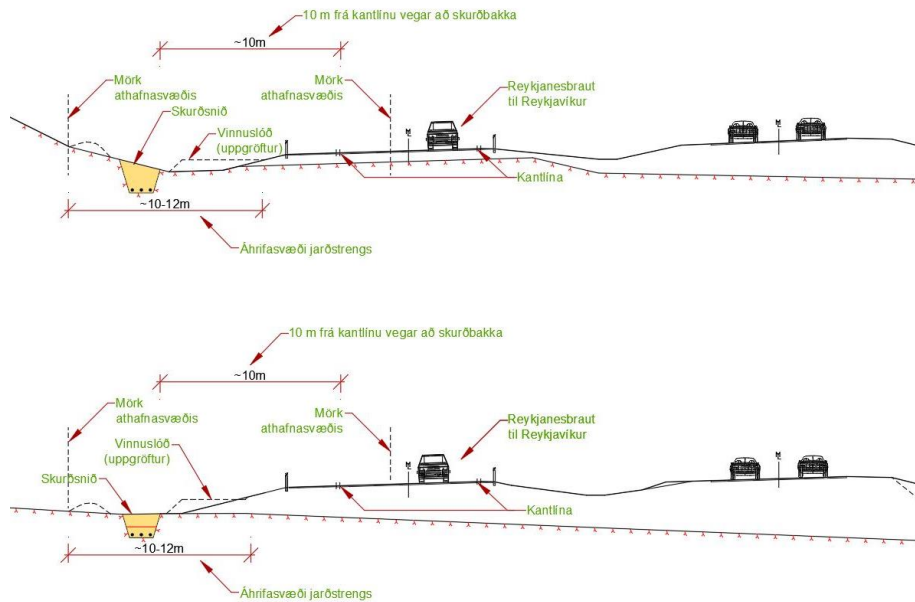 10 m frá kantlínu vegar að skurðbakka
~10m
Mörk
athafnasvæðis
Skurðsnið
Vinnuslóð
(uppgröftur)
Mörk
athafnasvæðis
Reykjanesbraut
til Reykjavíkur
Kantlína
~10-12m
Áhrifasvæði jarðstrengs
10 m frá kantlínu vegar að skurðbakka
~10m
Mörk
athafnasvæðis
Vinnuslóð
(uppgröftur)
Skurðsnið
Mörk
athafnasvæðis
Reykjanesbraut
til Reykjavíkur
Kantlína
~10-12m
Áhrifasvæði jarðstrengs